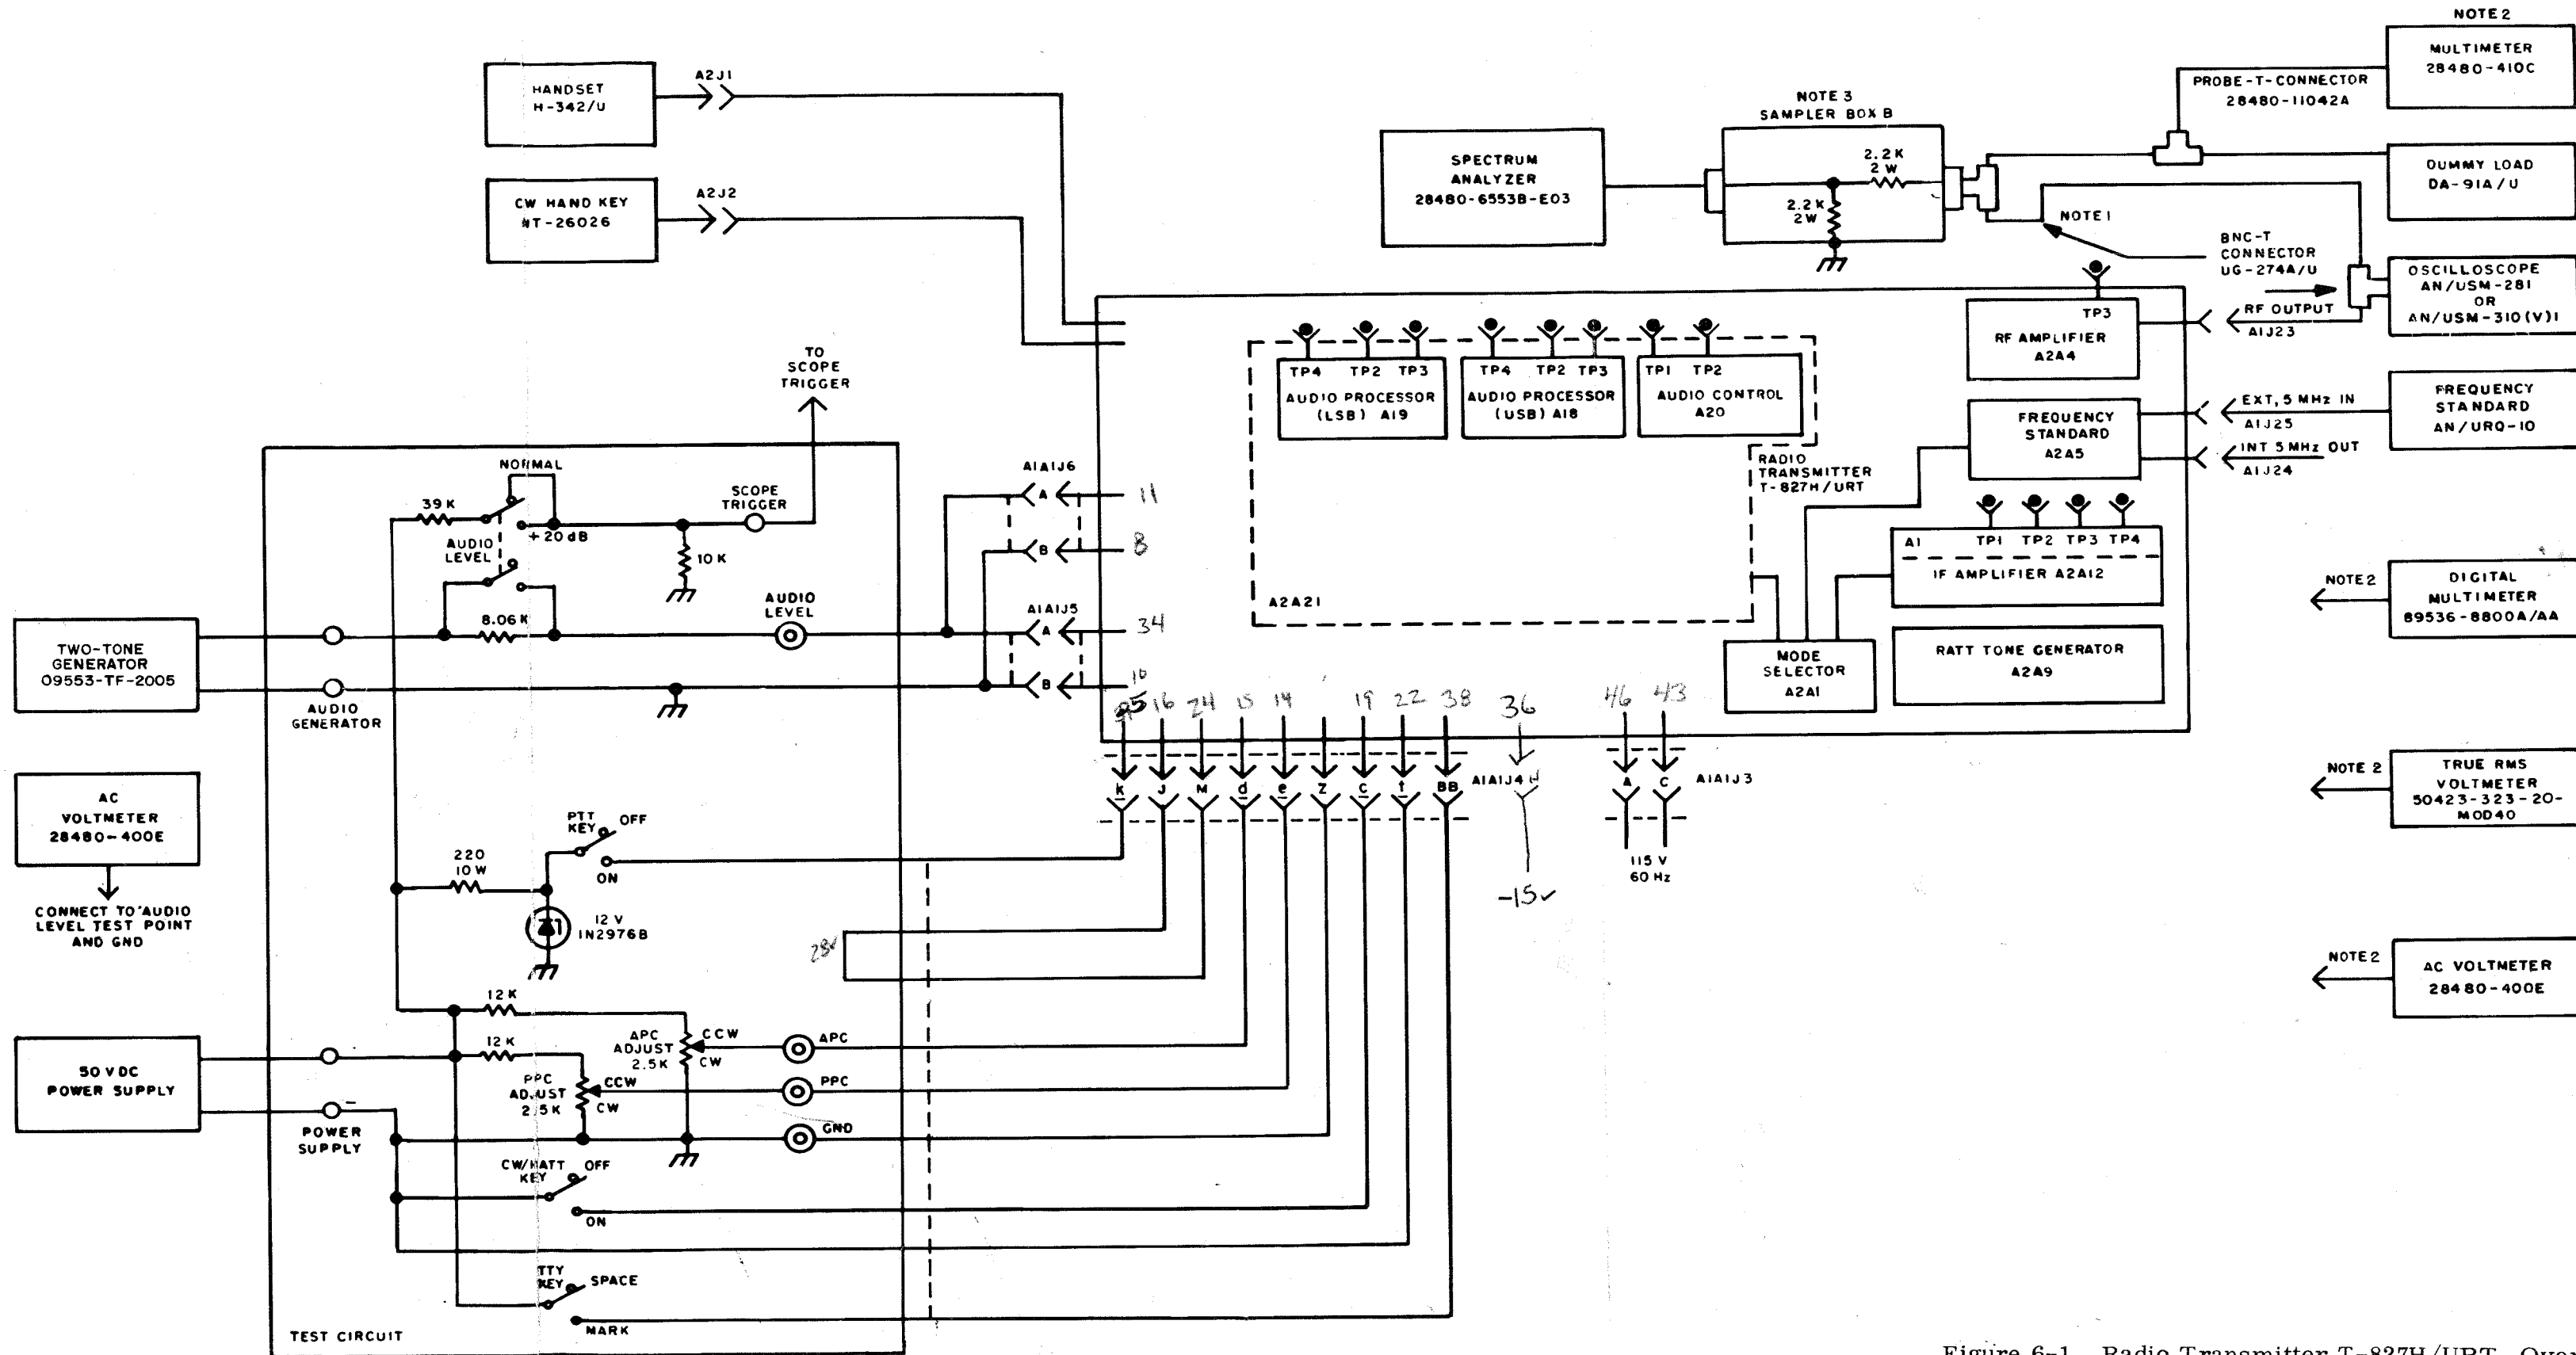 NOTE 2
MULTIMETER
28480-410C
PROBE-T-CONNECTOR
28480-11042A
HANDSET
H-342/U
A2J1
CW HAND KEY
NT-26026
A2J2
SPECTRUM
ANALYZER
28480-6553B-E03
NOTE 3
SAMPLER BOX B
2.2K
2 W
2.2K
2W
DUMMY LOAD
DA-91A/U
NOTE 1
BNC-T
CONNECTOR
UG-274A/U
OSCILLOSCOPE
AN/USM-281
OR
AN/USM-310(V)1
RF OUTPUT
A1J23
TP3
RF AMPLIFIER
A2A4
TP4 TP2 TP3
AUDIO PROCESSOR
(LSB) A19
TP4 TP2 TP3
AUDIO PROCESSOR
(USB) A18
TP1 TP2
AUDIO CONTROL
A20
FREQUENCY
STANDARD
A2A5
EXT, 5 MHz IN
A1J25
INT 5 MHz OUT
A1J24
FREQUENCY
STANDARD
AN/URQ-10
RADIO
TRANSMITTER
T-827H/URT
A2A21
A1 TP1 TP2 TP3 TP4
IF AMPLIFIER A2A12
MODE
SELECTOR
A2A1
RATT TONE GENERATOR
A2A9
NOTE 2
DIGITAL
MULTIMETER
89536-8800A/AA
NOTE 2
TRUE RMS
VOLTMETER
50423-323-20-
MOD40
NOTE 2
AC VOLTMETER
28480-400E
TO
SCOPE
TRIGGER
NORMAL
39 K
+ 20 dB
AUDIO
LEVEL
SCOPE
TRIGGER
10 K
8.06K
AUDIO
LEVEL
TWO-TONE
GENERATOR
09553-TF-2005
AUDIO
GENERATOR
A1A1J6
A
11
B
8
A1A1J5
A
34
B
10
35 16 24 15 14 19 22 38 36 46 43
k J M d e Z c t BB A1A1J4 H A C A1A1J3
-15v
115 V
60 Hz
AC
VOLTMETER
28480-400E
CONNECT TO AUDIO
LEVEL TEST POINT
AND GND
PTT
KEY
OFF
ON
220
10 W
12 V
1N2976B
28v
50 VDC
POWER SUPPLY
-
POWER
SUPPLY
12 K
12 K
APC
ADJUST
2.5K
CCW
CW
APC
PPC
ADJUST
2.5K
CCW
CW
PPC
GND
CW/RATT
KEY
OFF
ON
TTY
KEY
SPACE
MARK
TEST CIRCUIT
Figure 6-1. Radio Transmitter T-827H/URT, Over